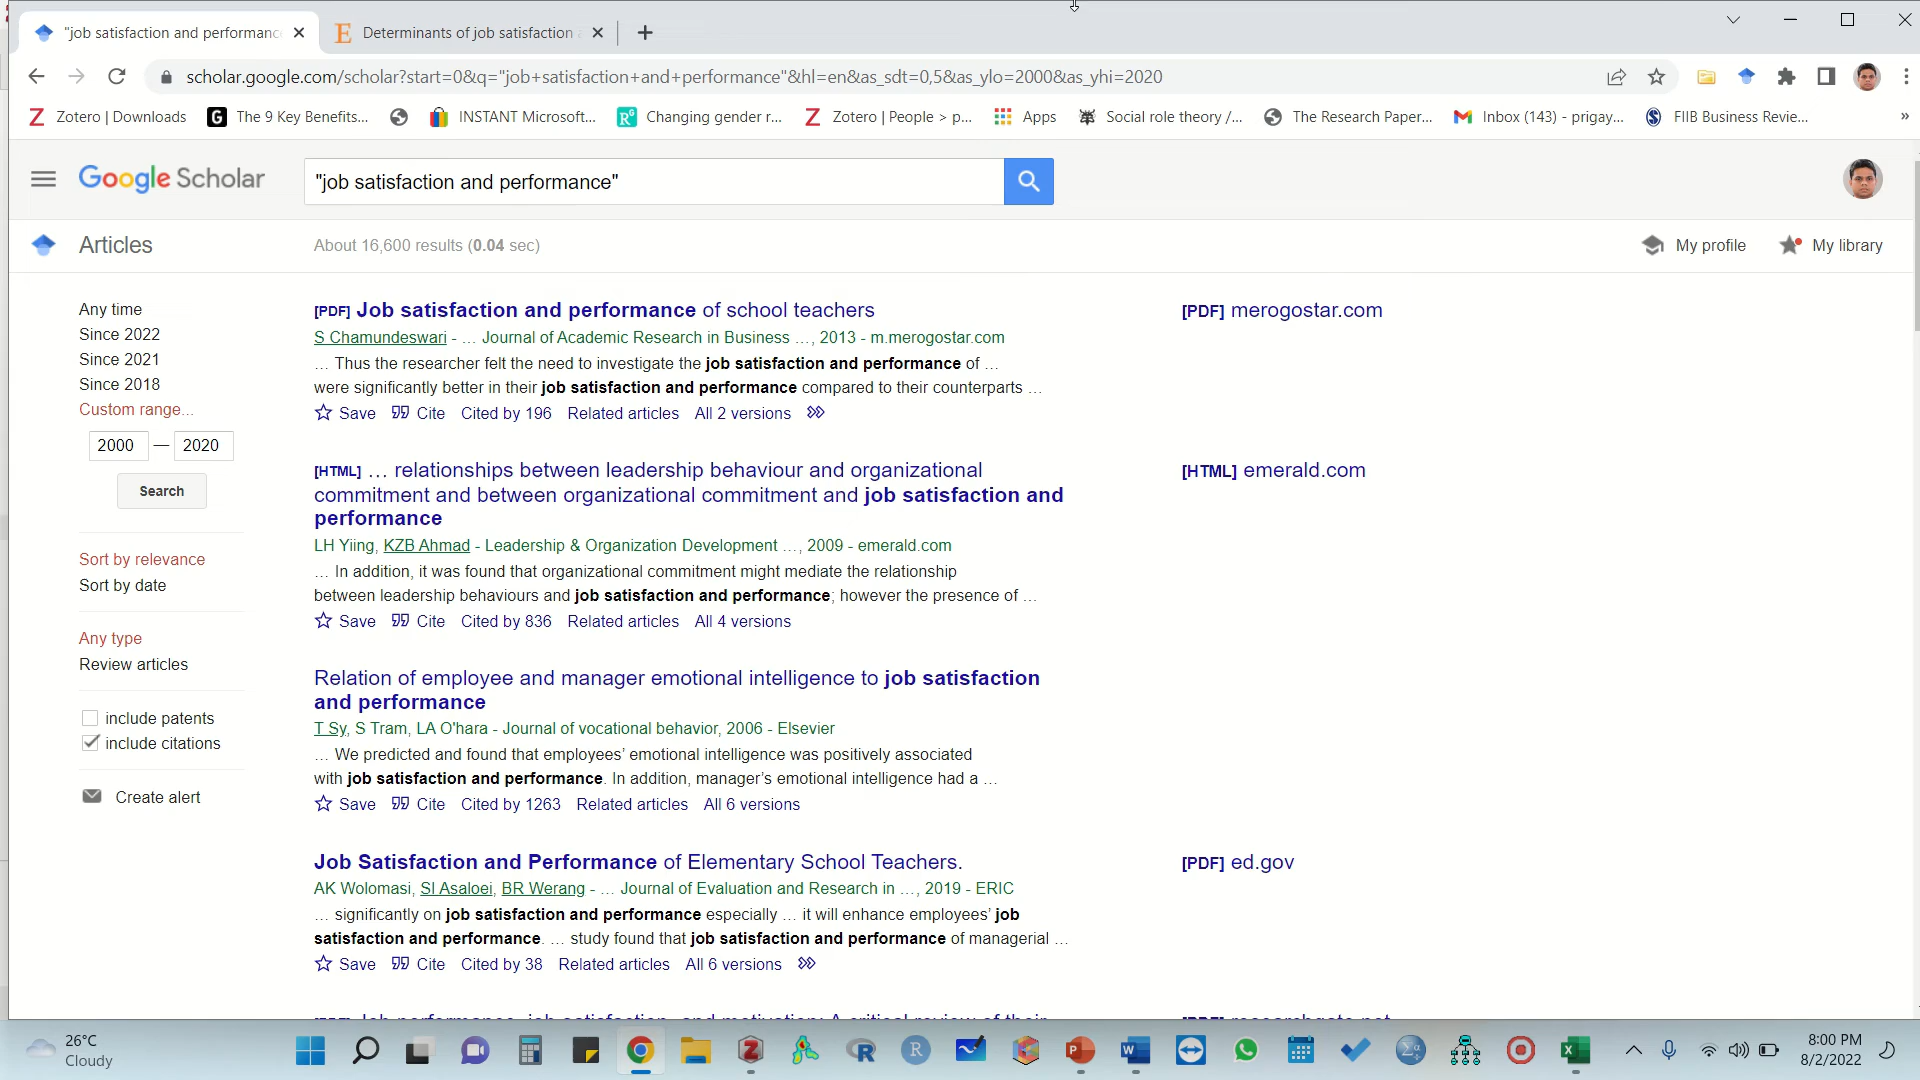 "job satisfaction and performanc
Determinants of job satisfaction
scholar.google.com/scholar?start=0&q="job+satisfaction+and+performance"&hl=en&as_sdt=0,5&as_ylo=2000&as_yhi=2020
Zotero | Downloads
The 9 Key Benefits...
INSTANT Microsoft...
Changing gender r...
Zotero | People > p...
Apps
Social role theory /...
The Research Paper...
Inbox (143) - prigay...
FIIB Business Revie...
»
Google Scholar
"job satisfaction and performance"
Articles
About 16,600 results (0.04 sec)
My profile
My library
Any time
Since 2022
Since 2021
Since 2018
Custom range...
2000 — 2020
Search
Sort by relevance
Sort by date
Any type
Review articles
include patents
include citations
Create alert
[PDF] Job satisfaction and performance of school teachers
S Chamundeswari - … Journal of Academic Research in Business …, 2013 - m.merogostar.com
… Thus the researcher felt the need to investigate the job satisfaction and performance of …
were significantly better in their job satisfaction and performance compared to their counterparts …
Save Cite Cited by 196 Related articles All 2 versions
[PDF] merogostar.com
[HTML] … relationships between leadership behaviour and organizational
commitment and between organizational commitment and job satisfaction and
performance
LH Yiing, KZB Ahmad - Leadership & Organization Development …, 2009 - emerald.com
… In addition, it was found that organizational commitment might mediate the relationship
between leadership behaviours and job satisfaction and performance; however the presence of …
Save Cite Cited by 836 Related articles All 4 versions
[HTML] emerald.com
Relation of employee and manager emotional intelligence to job satisfaction
and performance
T Sy, S Tram, LA O'hara - Journal of vocational behavior, 2006 - Elsevier
… We predicted and found that employees' emotional intelligence was positively associated
with job satisfaction and performance. In addition, manager's emotional intelligence had a …
Save Cite Cited by 1263 Related articles All 6 versions
Job Satisfaction and Performance of Elementary School Teachers.
AK Wolomasi, SI Asaloei, BR Werang - … Journal of Evaluation and Research in …, 2019 - ERIC
… significantly on job satisfaction and performance especially … it will enhance employees' job
satisfaction and performance. … study found that job satisfaction and performance of managerial …
Save Cite Cited by 38 Related articles All 6 versions
[PDF] ed.gov
26°C
Cloudy
8:00 PM
8/2/2022